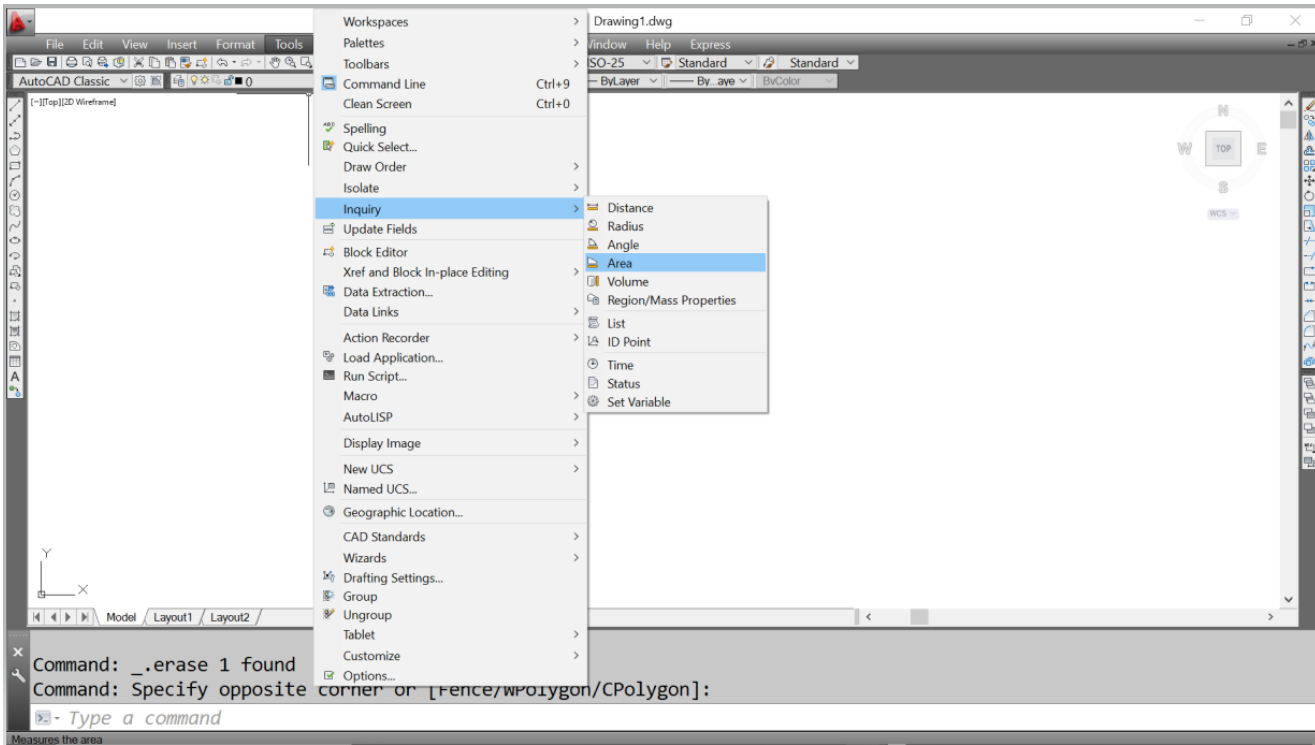 Drawing1.dwg
File Edit View Insert Format Tools
Window Help Express
ISO-25 Standard Standard
AutoCAD Classic 0 ByLayer Bv...aye BvColor
[−][Top][2D Wireframe]
Workspaces
Palettes
Toolbars
Command Line Ctrl+9
Clean Screen Ctrl+0
Spelling
Quick Select...
Draw Order
Isolate
Inquiry
Update Fields
Block Editor
Xref and Block In-place Editing
Data Extraction...
Data Links
Action Recorder
Load Application...
Run Script...
Macro
AutoLISP
Display Image
New UCS
Named UCS...
Geographic Location...
CAD Standards
Wizards
Drafting Settings...
Group
Ungroup
Tablet
Customize
Options...
Distance
Radius
Angle
Area
Volume
Region/Mass Properties
List
ID Point
Time
Status
Set Variable
N
W TOP E
S
WCS
A
Y
X
Model Layout1 Layout2
Command: _.erase 1 found
Command: Specify opposite corner or [Fence/WPolygon/CPolygon]:
Type a command
Measures the area